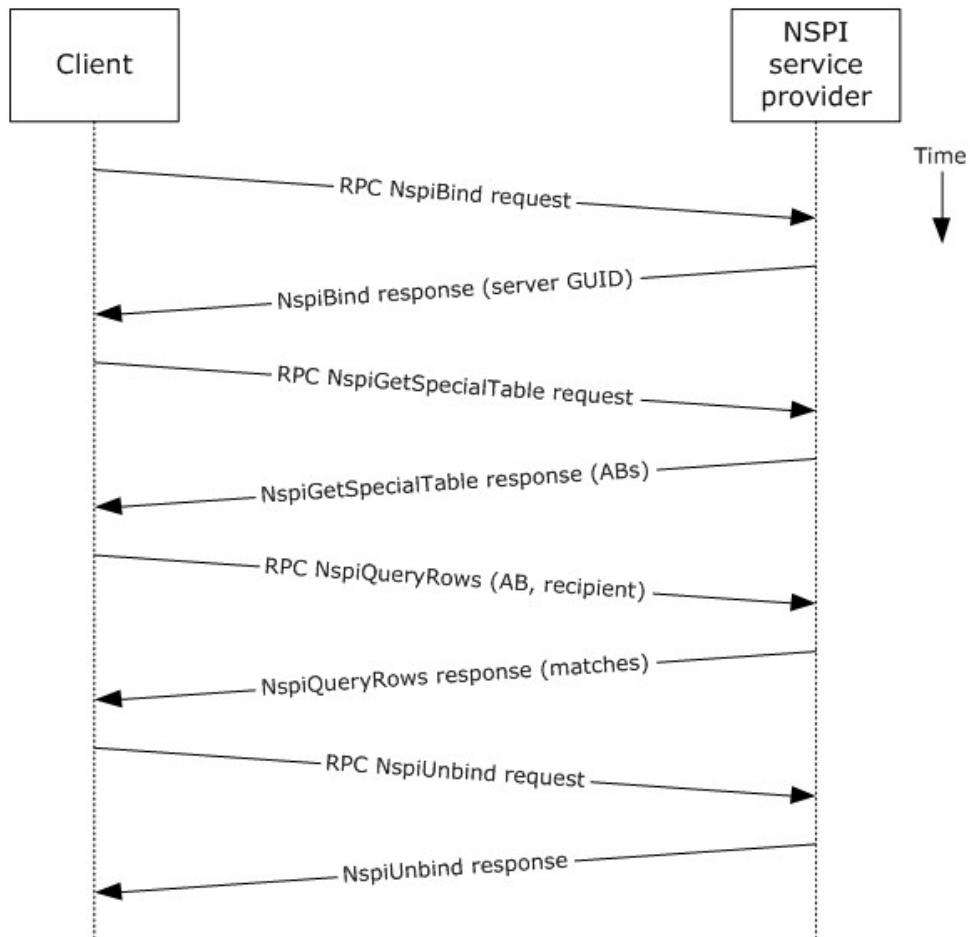 Client
NSPI
service
provider
Time
RPC NspiBind request
NspiBind response (server GUID)
RPC NspiGetSpecialTable request
NspiGetSpecialTable response (ABs)
RPC NspiQueryRows (AB, recipient)
NspiQueryRows response (matches)
RPC NspiUnbind request
NspiUnbind response